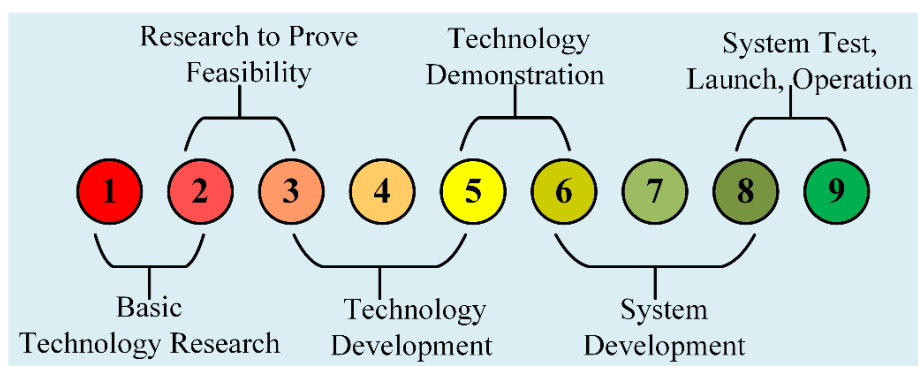 Research to Prove
Feasibility
Technology
Demonstration
System Test,
Launch, Operation
1 2 3 4 5 6 7 8 9
Basic
Technology Research
Technology
Development
System
Development